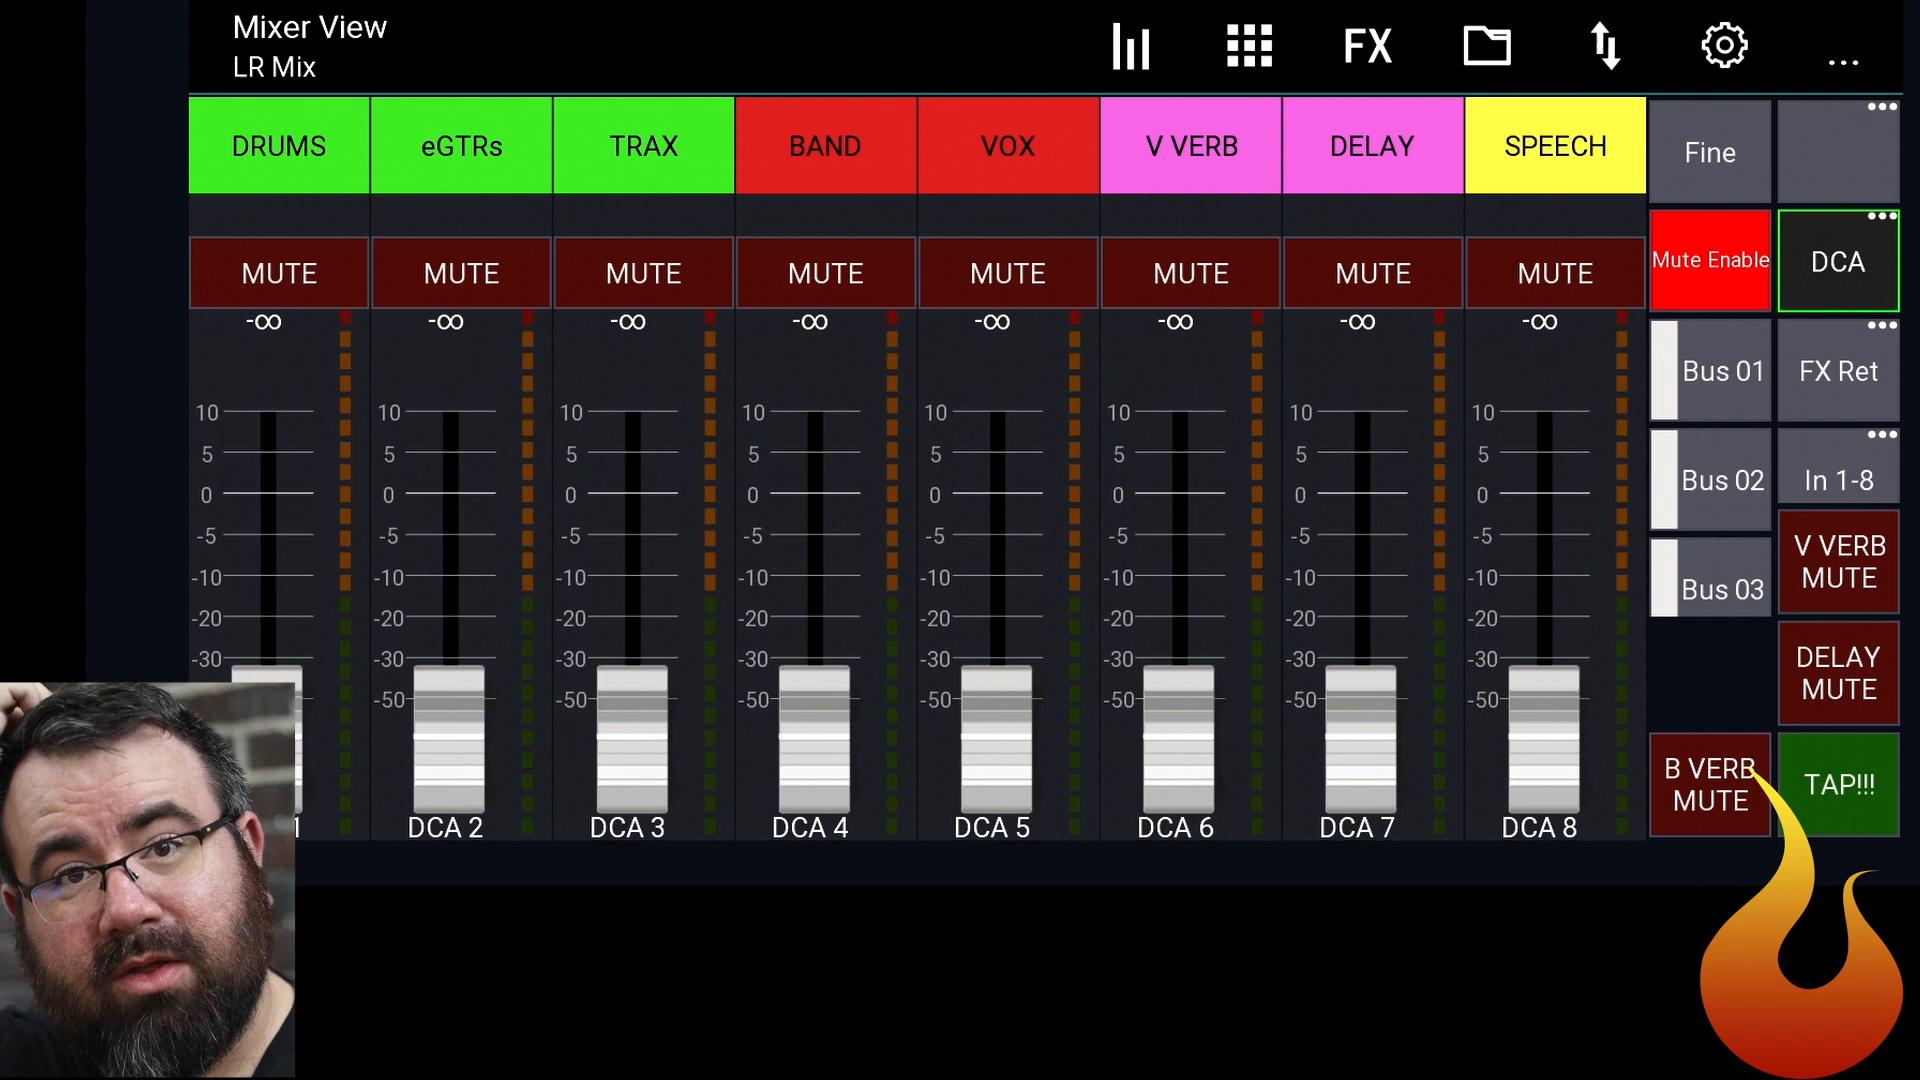 Mixer View
LR Mix
FX
...
DRUMS
eGTRs
TRAX
BAND
VOX
V VERB
DELAY
SPEECH
Fine
MUTE
MUTE
MUTE
MUTE
MUTE
MUTE
MUTE
MUTE
Mute Enable
DCA
-∞
-∞
-∞
-∞
-∞
-∞
-∞
-∞
Bus 01
FX Ret
10
10
10
10
10
10
10
10
5
5
5
5
5
5
5
5
Bus 02
In 1-8
0
0
0
0
0
0
0
0
-5
-5
-5
-5
-5
-5
-5
-5
V VERB
MUTE
-10
-10
-10
-10
-10
-10
-10
-10
Bus 03
-20
-20
-20
-20
-20
-20
-20
-20
-30
-30
-30
-30
-30
-30
-30
-30
DELAY
MUTE
-50
-50
-50
-50
-50
-50
-50
B VERB
MUTE
TAP!!!
1
DCA 2
DCA 3
DCA 4
DCA 5
DCA 6
DCA 7
DCA 8